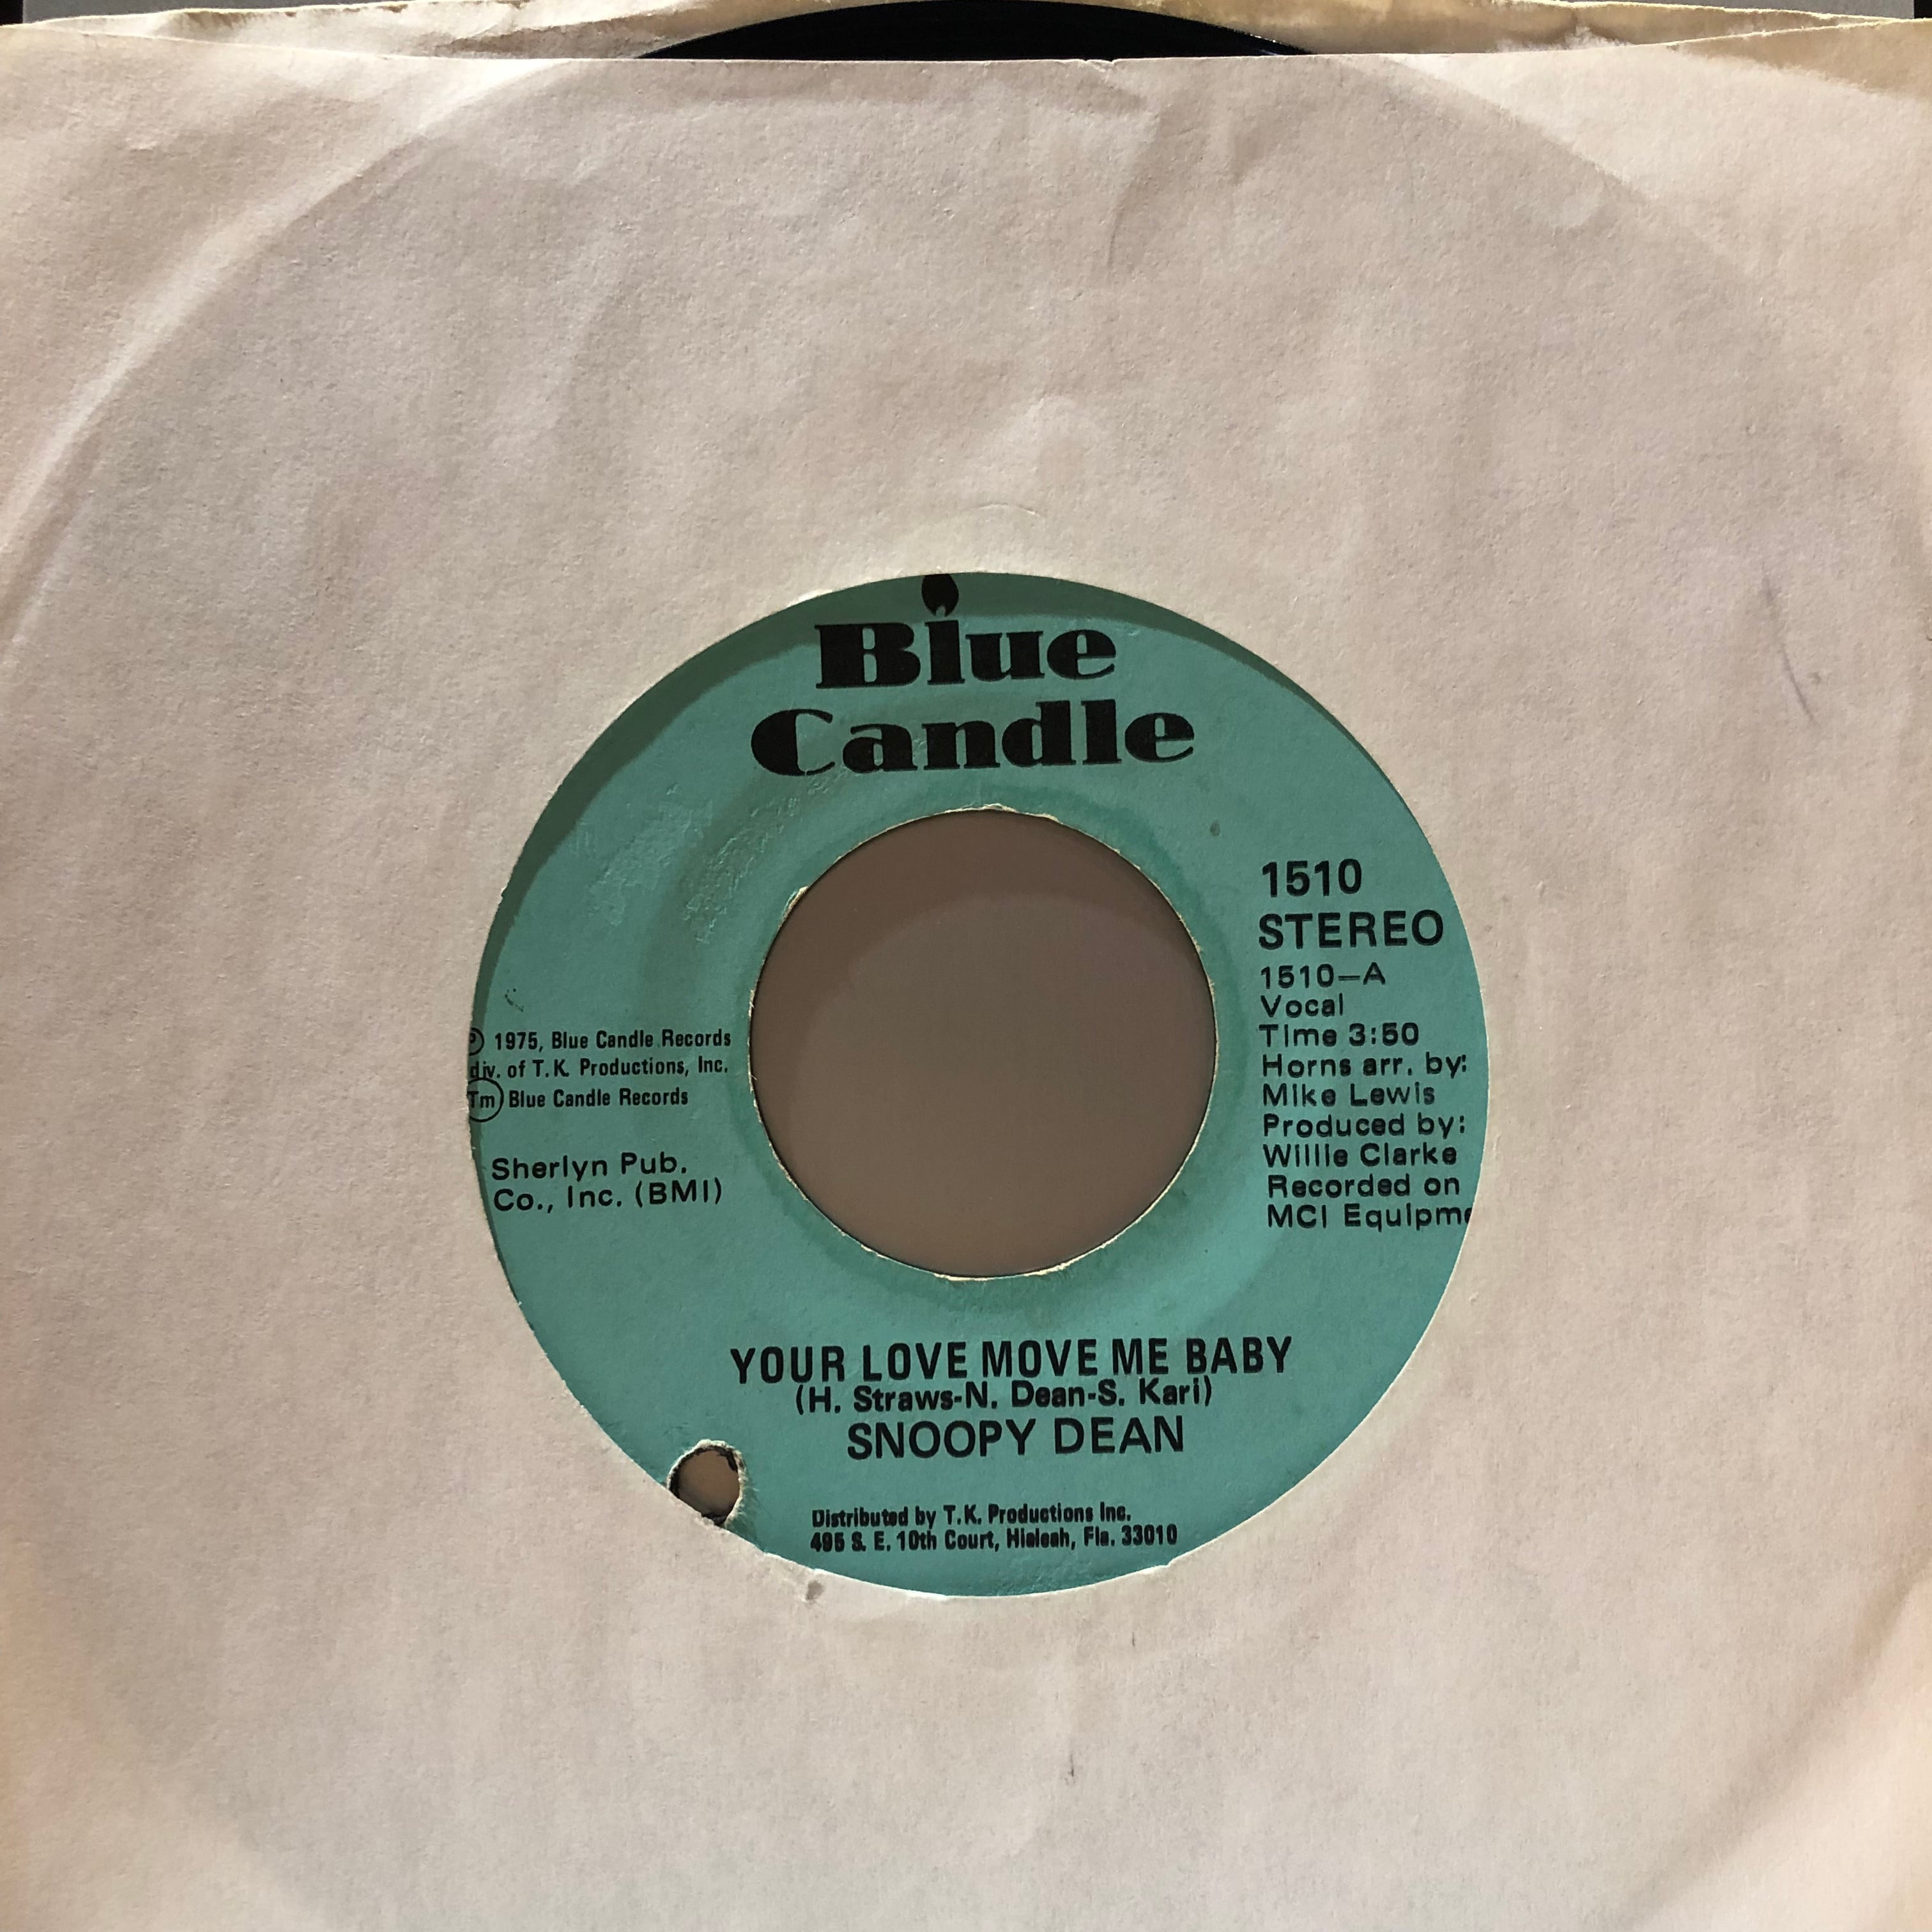 Blue
Candle
1510
STEREO
1510-A
Vocal
Time 3:50
Horns arr. by:
Mike Lewis
Produced by:
Willie Clarke
Recorded on
MCI
Ⓟ 1975, Blue Candle Records
div. of T.K. Productions, Inc.
Tm Blue Candle Records
Sherlyn Pub.
Co., Inc. (BMI)
YOUR LOVE MOVE ME BABY
(H. Straws-N. Dean-S. Kari)
SNOOPY DEAN
Distributed by T.K. Productions Inc.
495 S. E. 10th Court, Hialeah, Fla. 33010